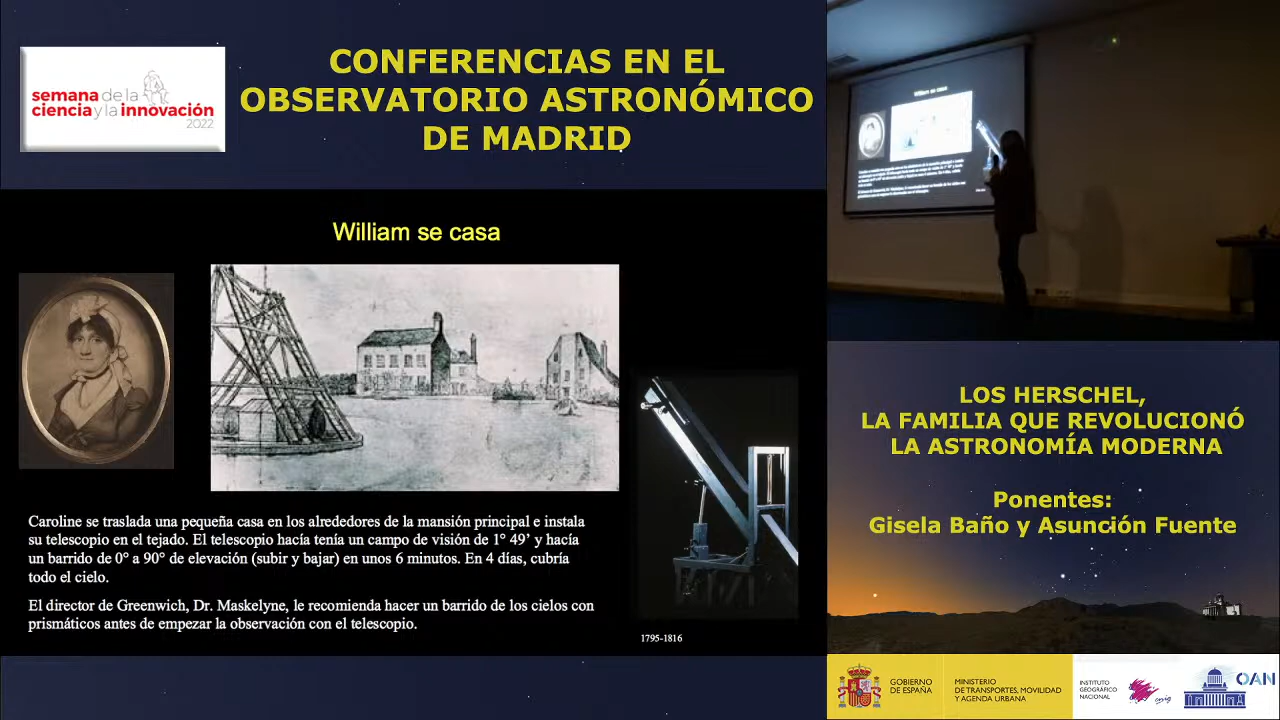 semana de la
ciencia y la innovación
2022
CONFERENCIAS EN EL
OBSERVATORIO ASTRONÓMICO
DE MADRID
William se casa
Caroline se traslada una pequeña casa en los alrededores de la mansión principal e instala
su telescopio en el tejado. El telescopio hacía tenía un campo de visión de 1° 49’ y hacía
un barrido de 0° a 90° de elevación (subir y bajar) en unos 6 minutos. En 4 días, cubría
todo el cielo.
El director de Greenwich, Dr. Maskelyne, le recomienda hacer un barrido de los cielos con
prismáticos antes de empezar la observación con el telescopio.
1795-1816
William se casa
LOS HERSCHEL,
LA FAMILIA QUE REVOLUCIONÓ
LA ASTRONOMÍA MODERNA
Ponentes:
Gisela Baño y Asunción Fuente
GOBIERNO
DE ESPAÑA
MINISTERIO
DE TRANSPORTES, MOVILIDAD
Y AGENDA URBANA
INSTITUTO
GEOGRÁFICO
NACIONAL
cnig
OAN